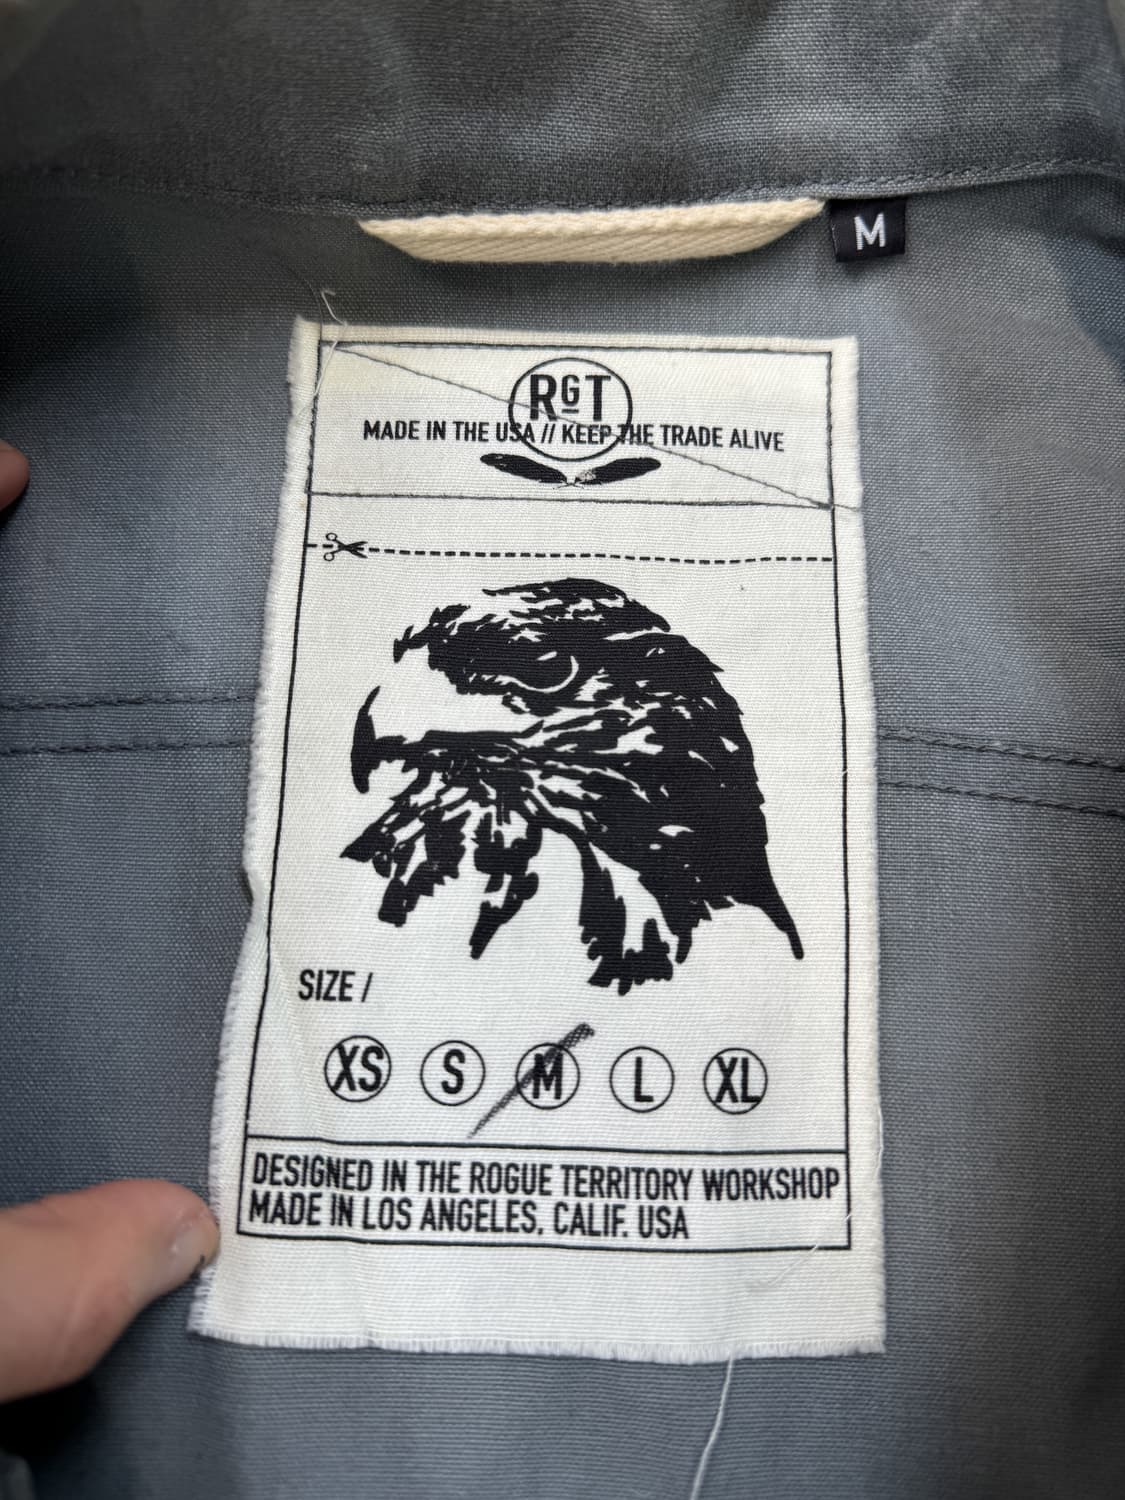 M
RGT
MADE IN THE USA // KEEP THE TRADE ALIVE
SIZE /
XS S M L XL
DESIGNED IN THE ROGUE TERRITORY WORKSHOP
MADE IN LOS ANGELES, CALIF. USA